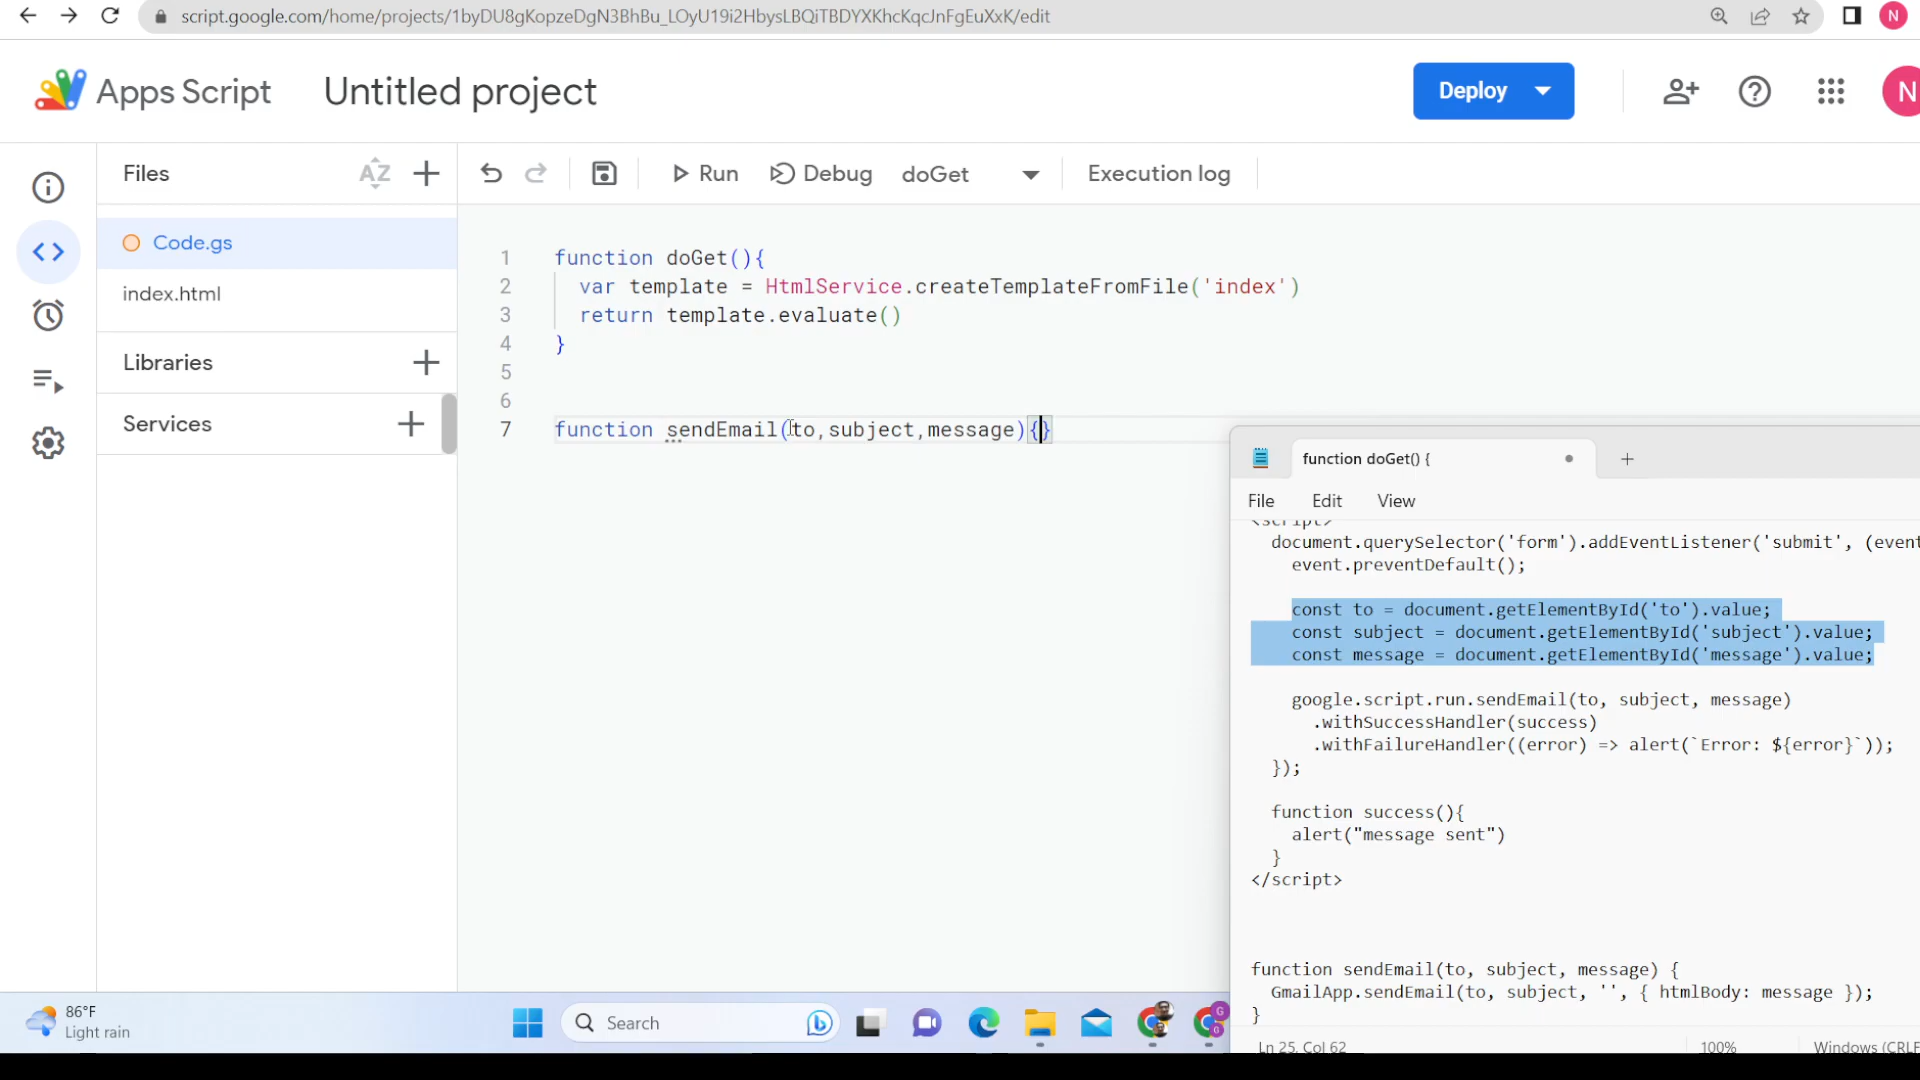 script.google.com/home/projects/1byDU8gKopzeDgN3BhBu_LOyU19i2HbysLBQiTBDYXKhcKqcJnFgEuXxK/edit
N
Apps Script
Untitled project
Deploy
N
Files
AZ
Run
Debug
doGet
Execution log
Code.gs
index.html
Libraries
Services
1 function doGet(){
2 var template = HtmlService.createTemplateFromFile('index')
3 return template.evaluate()
4 }
5
6
7 function sendEmail(to,subject,message){}
function doGet() {
File Edit View
<script>
document.querySelector('form').addEventListener('submit', (event
event.preventDefault();
const to = document.getElementById('to').value;
const subject = document.getElementById('subject').value;
const message = document.getElementById('message').value;
google.script.run.sendEmail(to, subject, message)
.withSuccessHandler(success)
.withFailureHandler((error) => alert(`Error: ${error}`));
});
function success(){
alert("message sent")
}
</script>
function sendEmail(to, subject, message) {
GmailApp.sendEmail(to, subject, '', { htmlBody: message });
}
Ln 25, Col 62
100%
Windows (CRLF
86°F
Light rain
Search
G